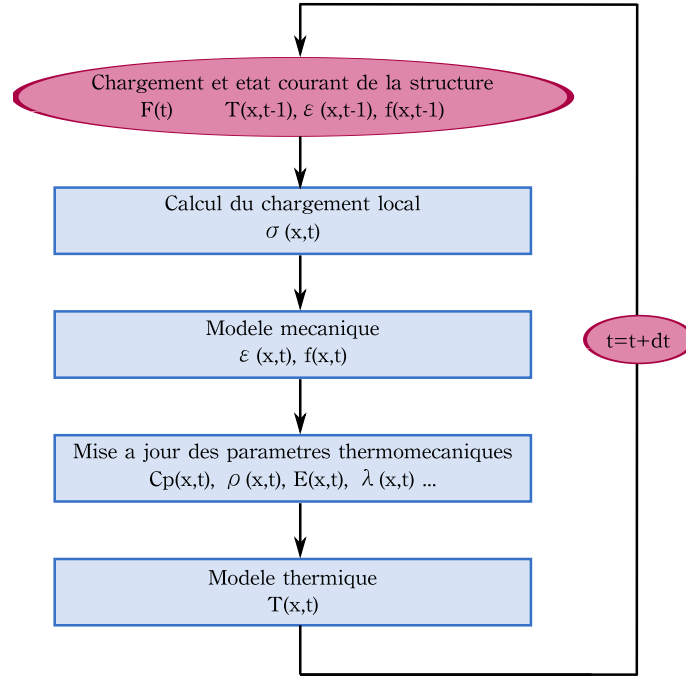 Chargement et etat courant de la structure
F(t) T(x,t-1), ε (x,t-1), f(x,t-1)
Calcul du chargement local
σ (x,t)
Modele mecanique
ε (x,t), f(x,t)
t=t+dt
Mise a jour des parametres thermomecaniques
Cp(x,t), ρ (x,t), E(x,t), λ (x,t) ...
Modele thermique
T(x,t)